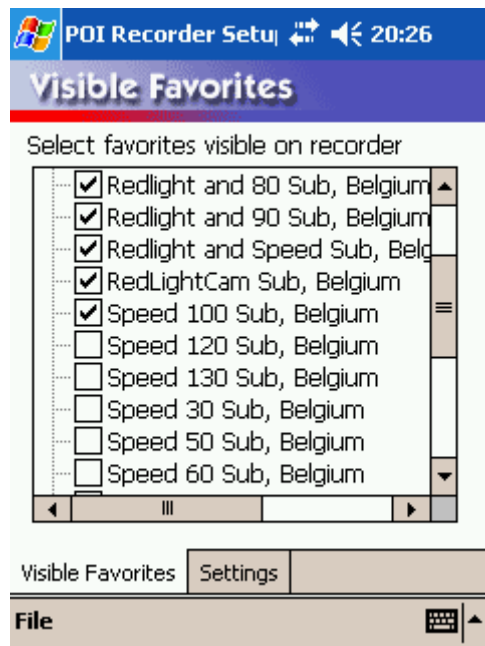 POI Recorder Setu 20:26
Visible Favorites
Select favorites visible on recorder
Redlight and 80 Sub, Belgium
Redlight and 90 Sub, Belgium
Redlight and Speed Sub, Belg
RedLightCam Sub, Belgium
Speed 100 Sub, Belgium
Speed 120 Sub, Belgium
Speed 130 Sub, Belgium
Speed 30 Sub, Belgium
Speed 50 Sub, Belgium
Speed 60 Sub, Belgium
Visible Favorites Settings
File